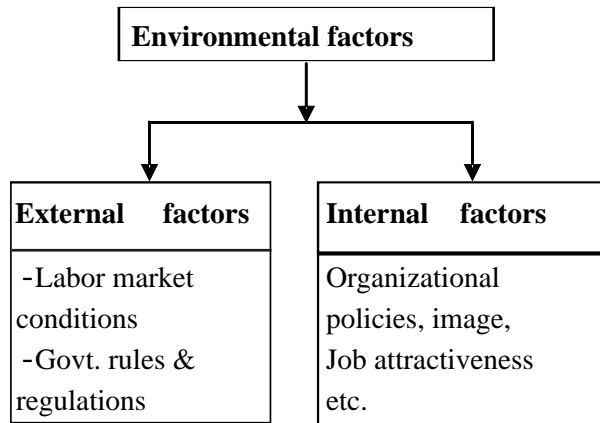 Environmental factors
External factors
-Labor market
conditions
-Govt. rules &
regulations
Internal factors
Organizational
policies, image,
Job attractiveness
etc.